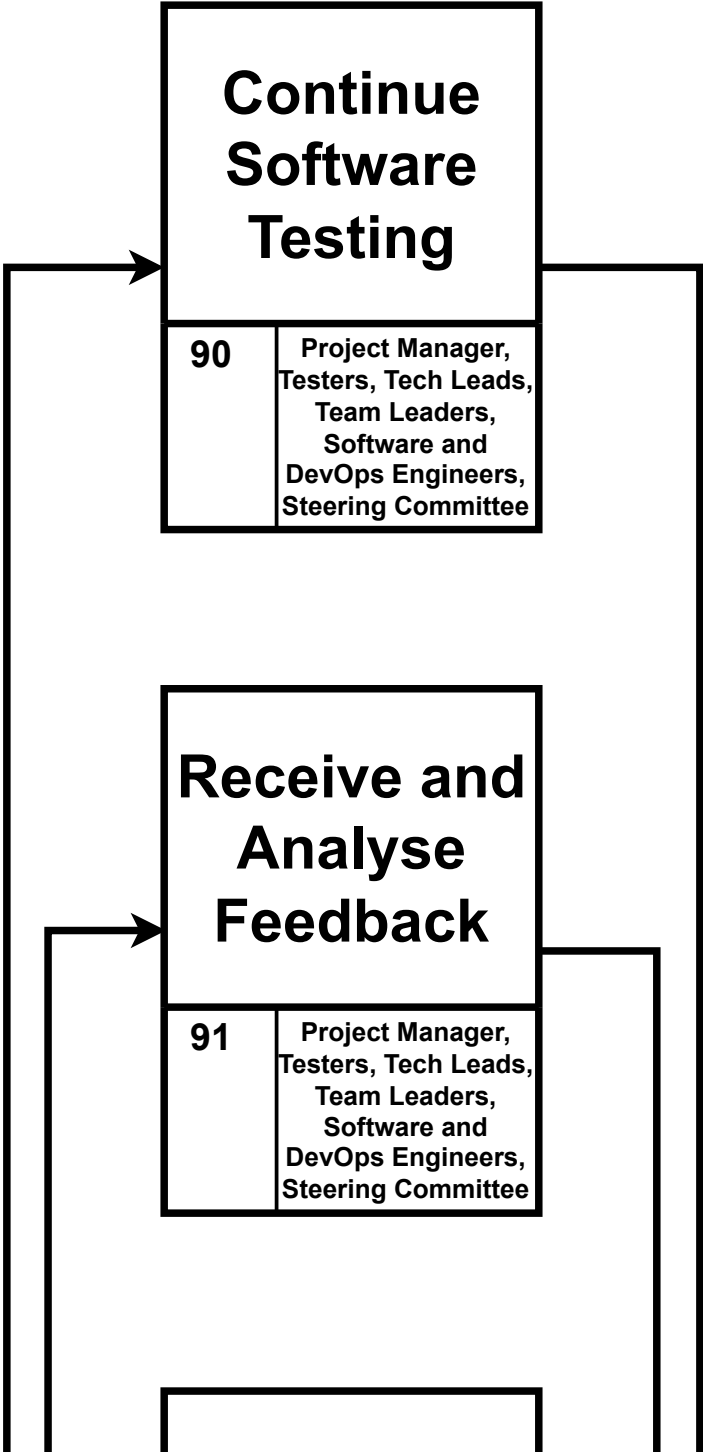 Continue
Software
Testing
90
Project Manager,
Testers, Tech Leads,
Team Leaders,
Software and
DevOps Engineers,
Steering Committee
Receive and
Analyse
Feedback
91
Project Manager,
Testers, Tech Leads,
Team Leaders,
Software and
DevOps Engineers,
Steering Committee